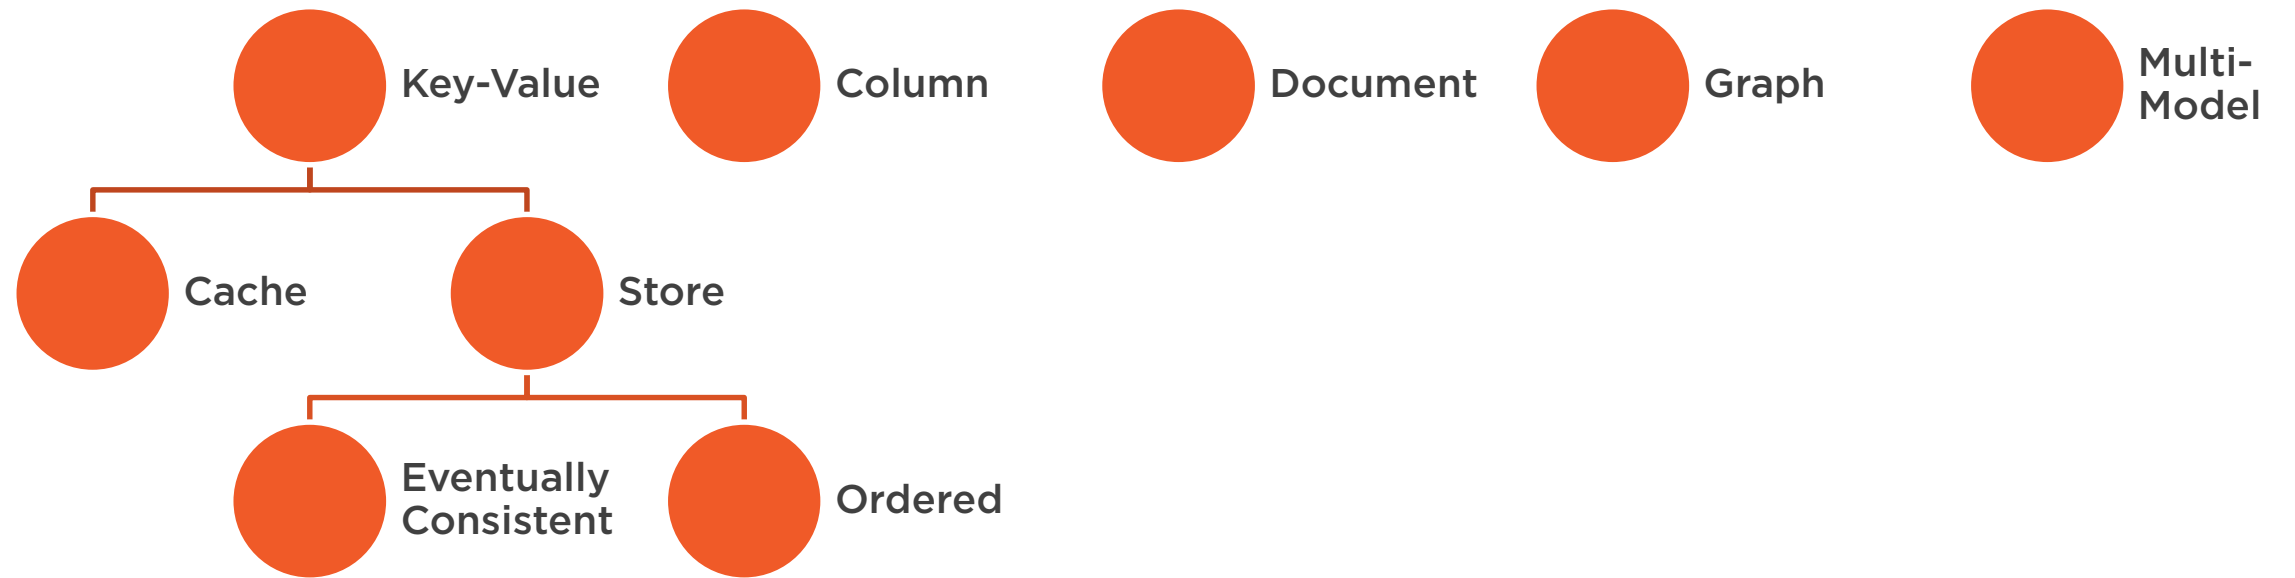 Key-Value
Column
Document
Graph
Multi-
Model
Cache
Store
Eventually
Consistent
Ordered